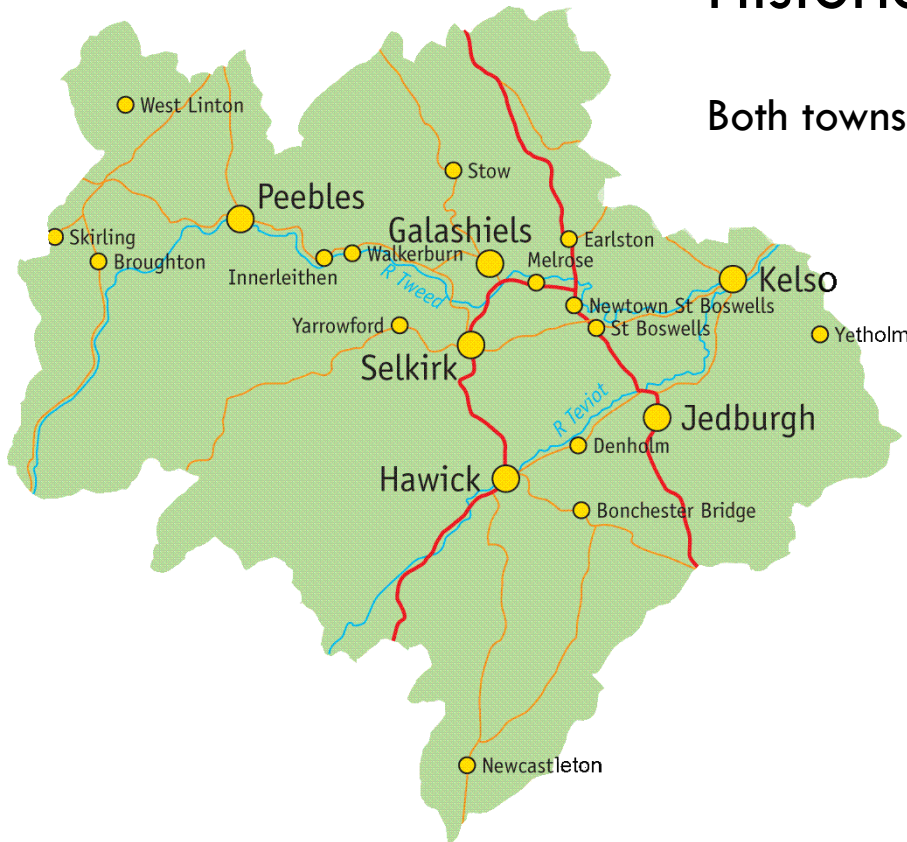 Both towns
West Linton
Stow
Peebles
Skirling
Broughton
Galashiels
Earlston
Walkerburn
Melrose
Innerleithen
R Tweed
Kelso
Newtown St Boswells
Yarrowford
St Boswells
Yetholm
Selkirk
R Teviot
Jedburgh
Denholm
Hawick
Bonchester Bridge
Newcastleton